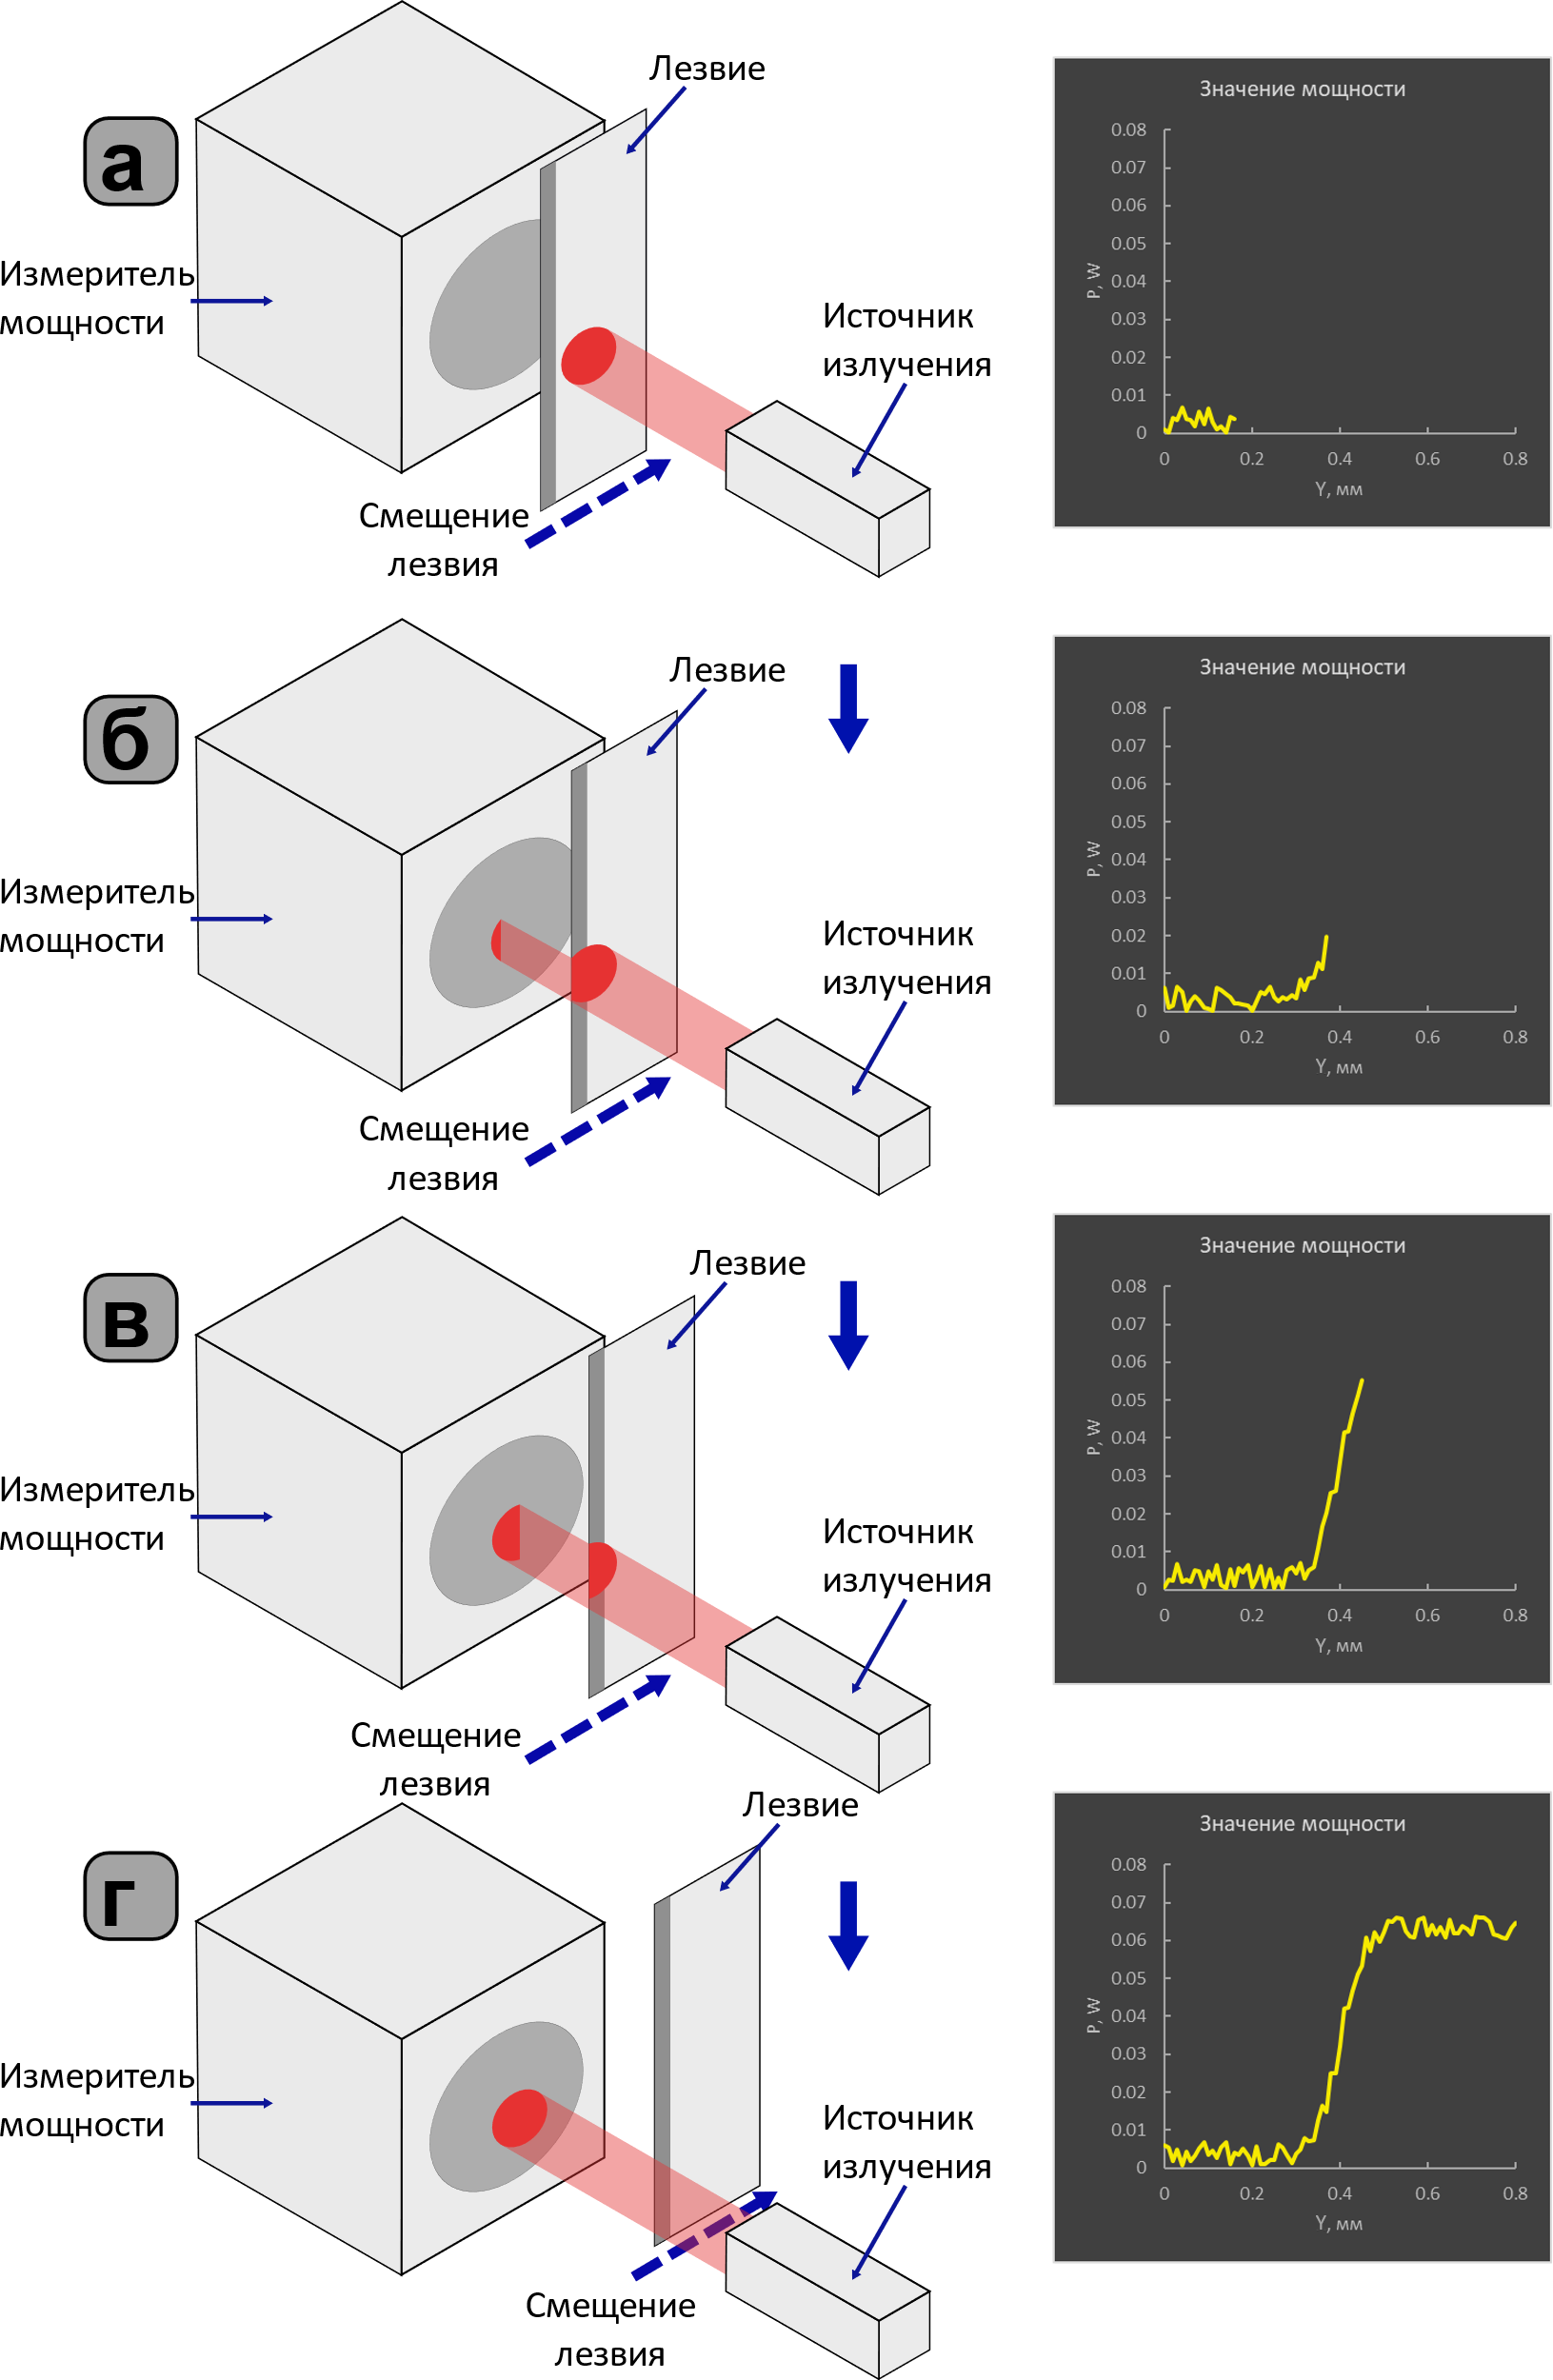 а
Лезвие
Измеритель
мощности
Источник
излучения
Смещение
лезвия
Значение мощности
0.08
0.07
0.06
0.05
0.04
0.03
0.02
0.01
0
P, W
0 0.2 0.4 0.6 0.8
Y, мм
б
Лезвие
Измеритель
мощности
Источник
излучения
Смещение
лезвия
Значение мощности
0.08
0.07
0.06
0.05
0.04
0.03
0.02
0.01
0
P, W
0 0.2 0.4 0.6 0.8
Y, мм
в
Лезвие
Измеритель
мощности
Источник
излучения
Смещение
лезвия
Значение мощности
0.08
0.07
0.06
0.05
0.04
0.03
0.02
0.01
0
P, W
0 0.2 0.4 0.6 0.8
Y, мм
г
Лезвие
Измеритель
мощности
Источник
излучения
Смещение
лезвия
Значение мощности
0.08
0.07
0.06
0.05
0.04
0.03
0.02
0.01
0
P, W
0 0.2 0.4 0.6 0.8
Y, мм